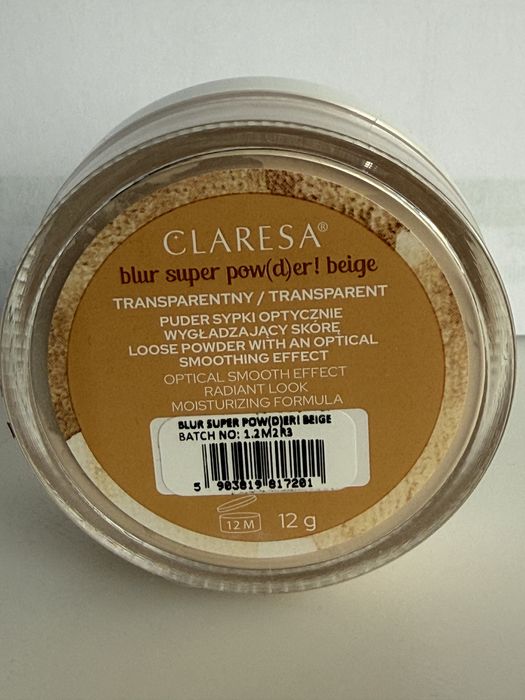 CLARESA®
blur super pow(d)er! beige
TRANSPARENTNY / TRANSPARENT
PUDER SYPKI OPTYCZNIE
WYGŁADZAJĄCY SKÓRĘ
LOOSE POWDER WITH AN OPTICAL
SMOOTHING EFFECT
OPTICAL SMOOTH EFFECT
RADIANT LOOK
MOISTURIZING FORMULA
BLUR SUPER POW(D)ER! BEIGE
BATCH NO: 1.2M2R3
5 903819 817201
12 M 12 g